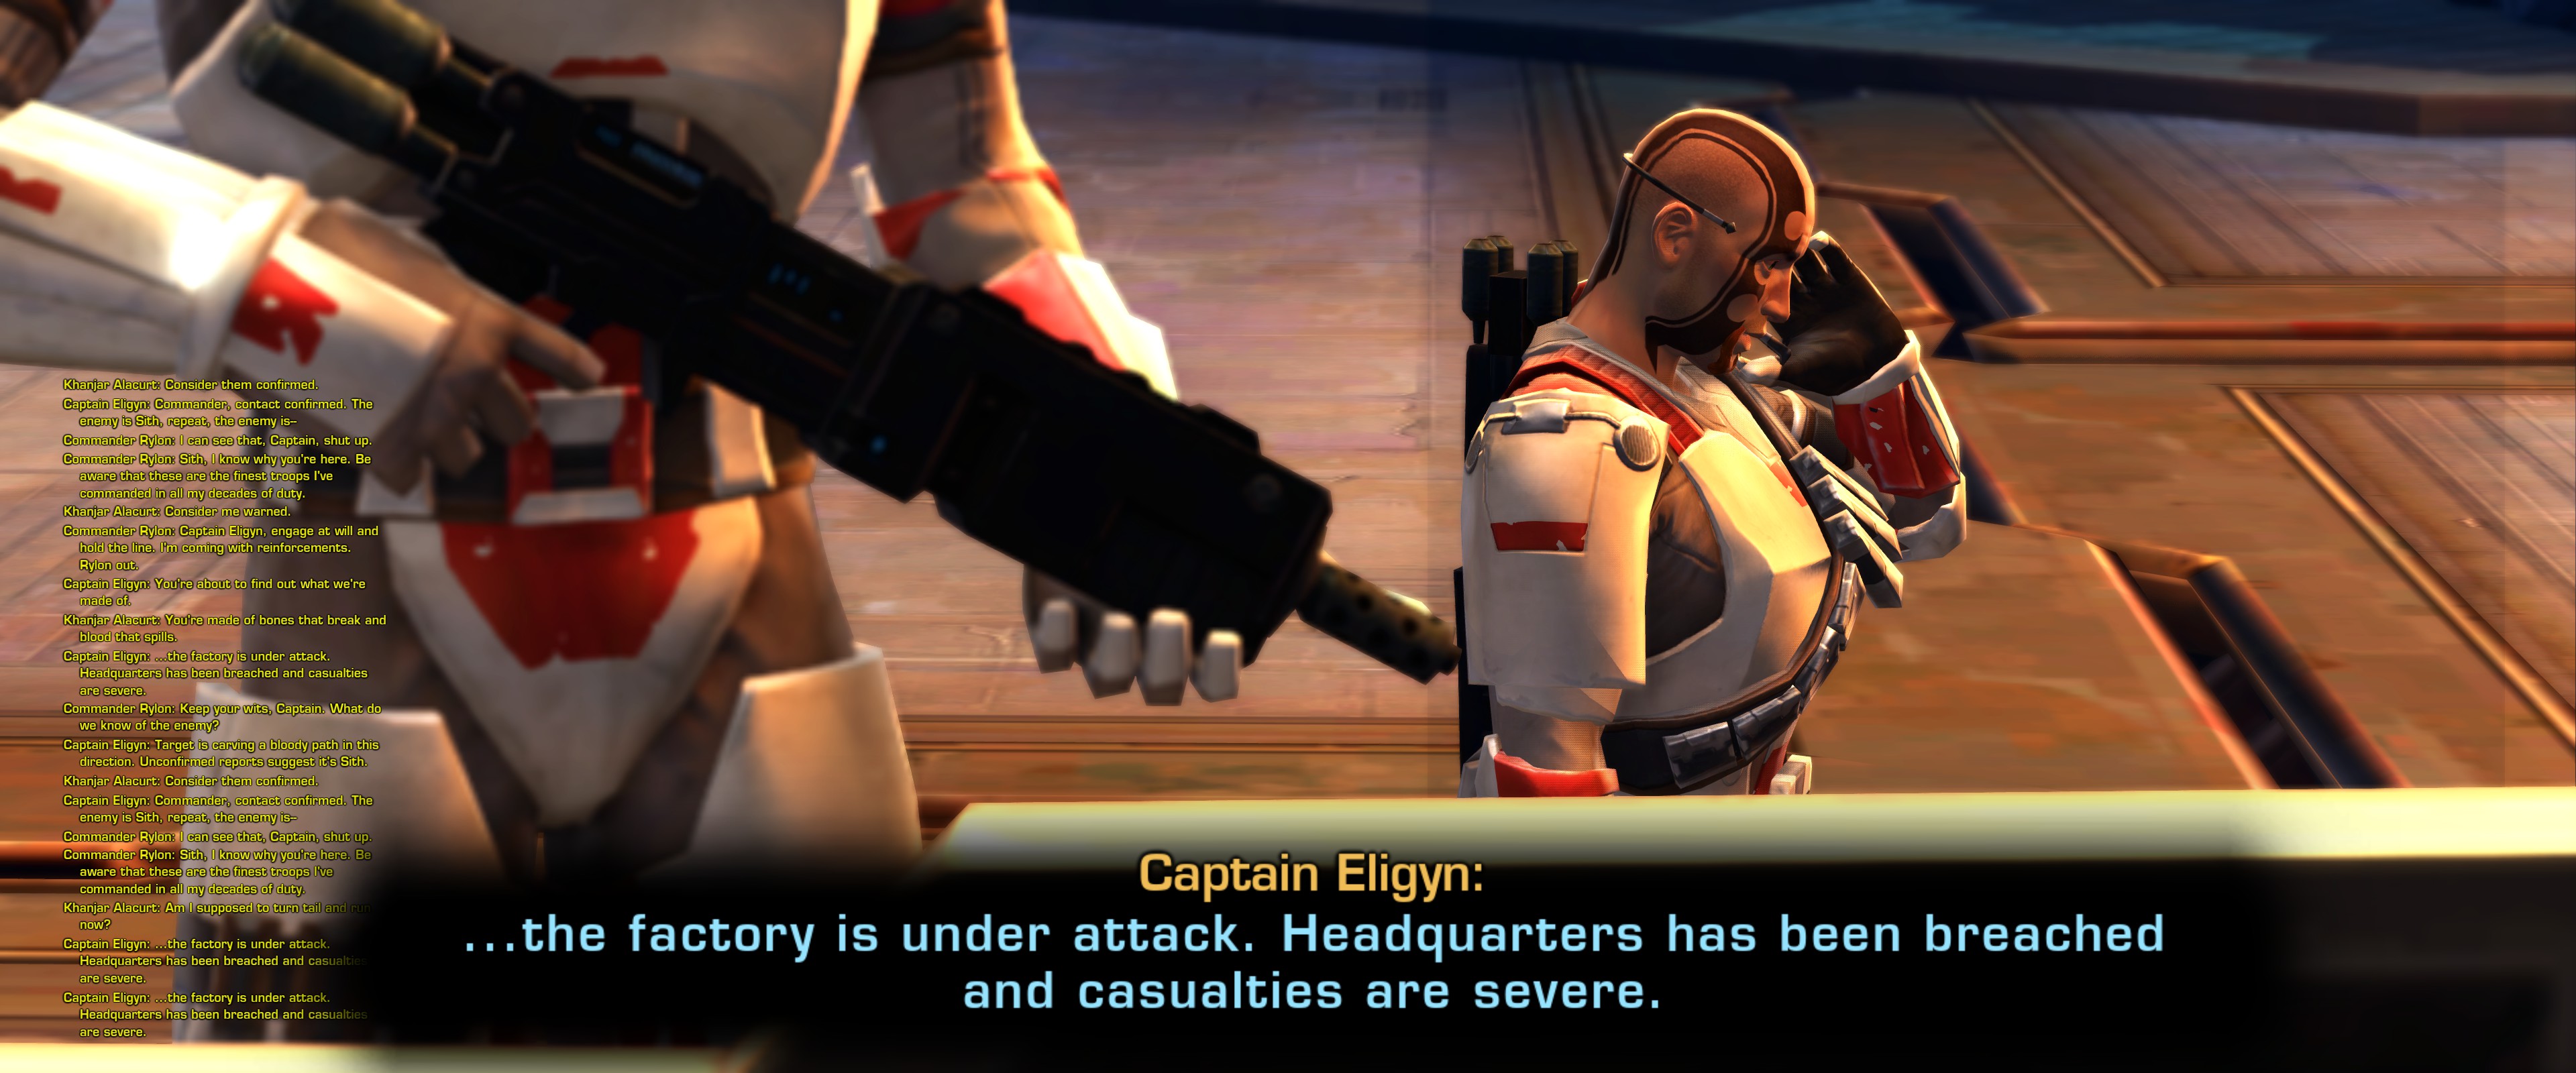 Khanjar Alacurt: Consider them confirmed.
Captain Eligyn: Commander, contact confirmed. The
enemy is Sith, repeat, the enemy is--
Commander Rylon: I can see that, Captain, shut up.
Commander Rylon: Sith, I know why you're here. Be
aware that these are the finest troops I've
commanded in all my decades of duty.
Khanjar Alacurt: Consider me warned.
Commander Rylon: Captain Eligyn, engage at will and
hold the line. I'm coming with reinforcements.
Rylon out.
Captain Eligyn: You're about to find out what we're
made of.
Khanjar Alacurt: You're made of bones that break and
blood that spills.
Captain Eligyn: ...the factory is under attack.
Headquarters has been breached and casualties
are severe.
Commander Rylon: Keep your wits, Captain. What do
we know of the enemy?
Captain Eligyn: Target is carving a bloody path in this
direction. Unconfirmed reports suggest it's Sith.
Khanjar Alacurt: Consider them confirmed.
Captain Eligyn: Commander, contact confirmed. The
enemy is Sith, repeat, the enemy is--
Commander Rylon: I can see that, Captain, shut up.
Commander Rylon: Sith, I know why you're here. Be
aware that these are the finest troops I've
commanded in all my decades of duty.
Khanjar Alacurt: Am I supposed to turn tail and run
now?
Captain Eligyn: ...the factory is under attack.
Headquarters has been breached and casualties
are severe.
Captain Eligyn: ...the factory is under attack.
Headquarters has been breached and casualties
are severe.
Captain Eligyn:
...the factory is under attack. Headquarters has been breached
and casualties are severe.